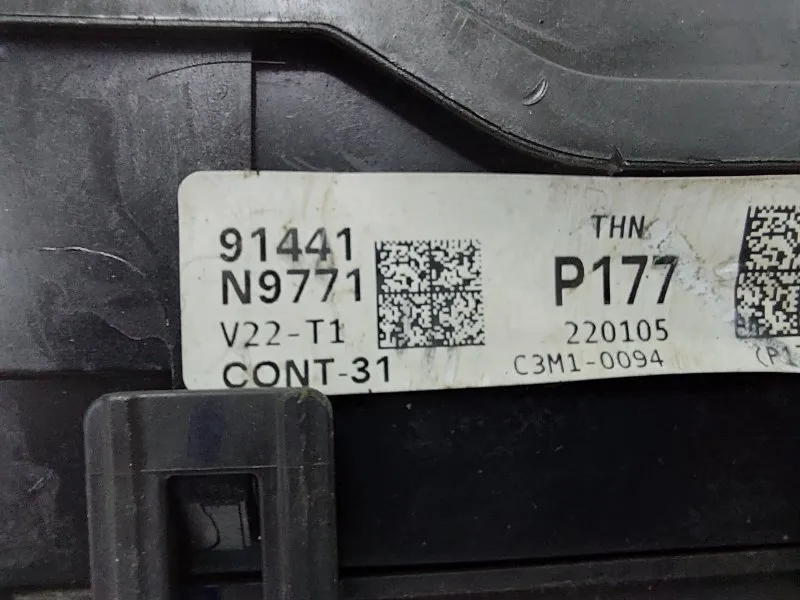 91441
N9771
V22-T1
CONT-31
THN
P177
220105
C3M1-0094